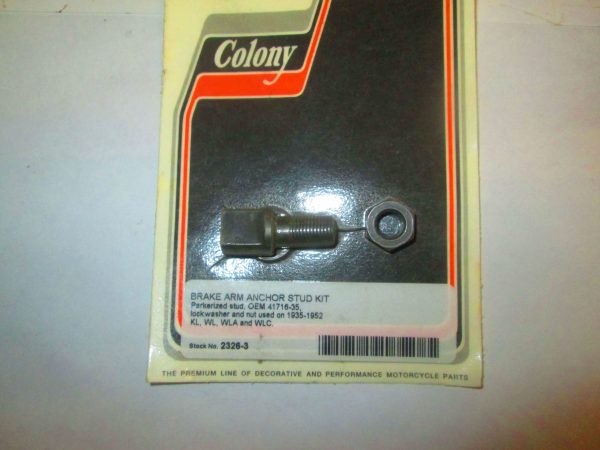 Colony
BRAKE ARM ANCHOR STUD KIT
Parkerized stud, OEM 41716-35,
lockwasher and nut used on 1935-1952
KL, WL, WLA and WLC.
Stock No. 2326-3
THE PREMIUM LINE OF DECORATIVE AND PERFORMANCE MOTORCYCLE PARTS